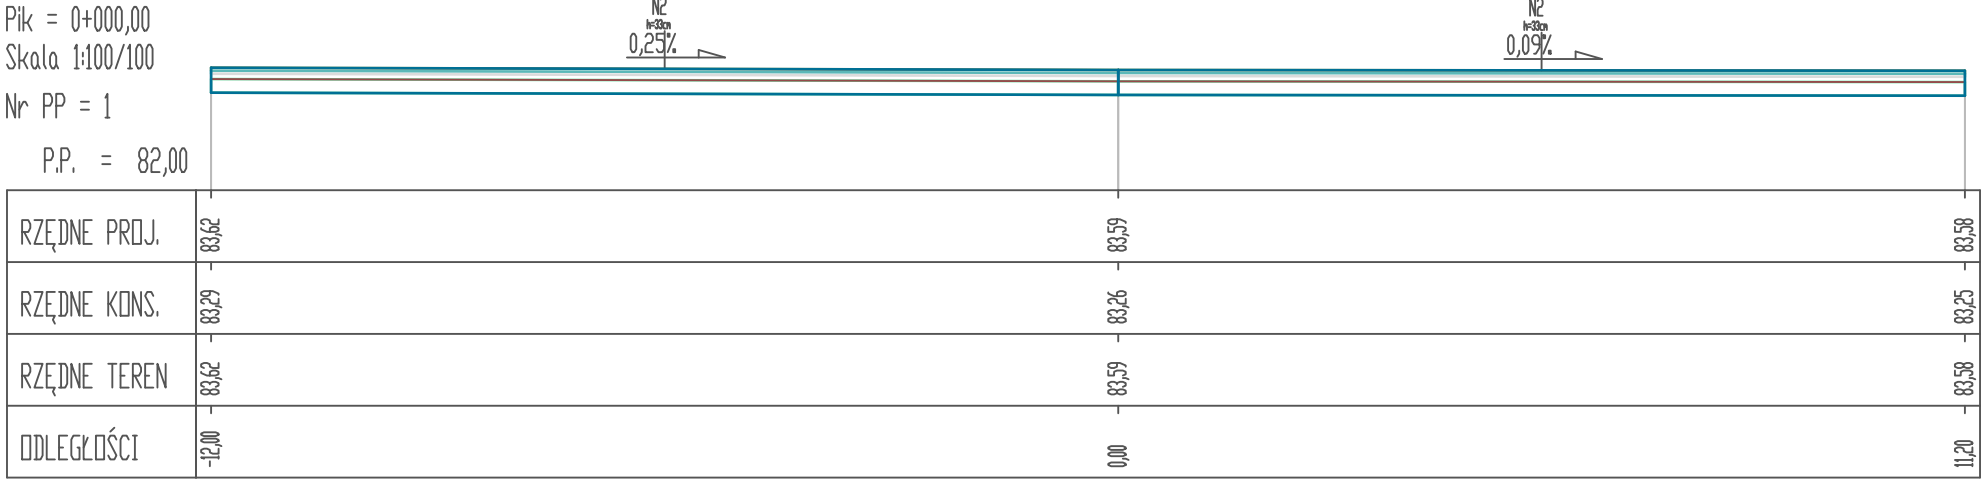 Pik = 0+000,00
Skala 1:100/100
Nr PP = 1
P.P. = 82,00
N2
h=33cm
0,25%
N2
h=33cm
0,09%
RZĘDNE PROJ. 83,62 83,59 83,58
RZĘDNE KONS. 83,29 83,26 83,25
RZĘDNE TEREN 83,62 83,59 83,58
ODLEGŁOŚCI -12,00 0,00 11,20